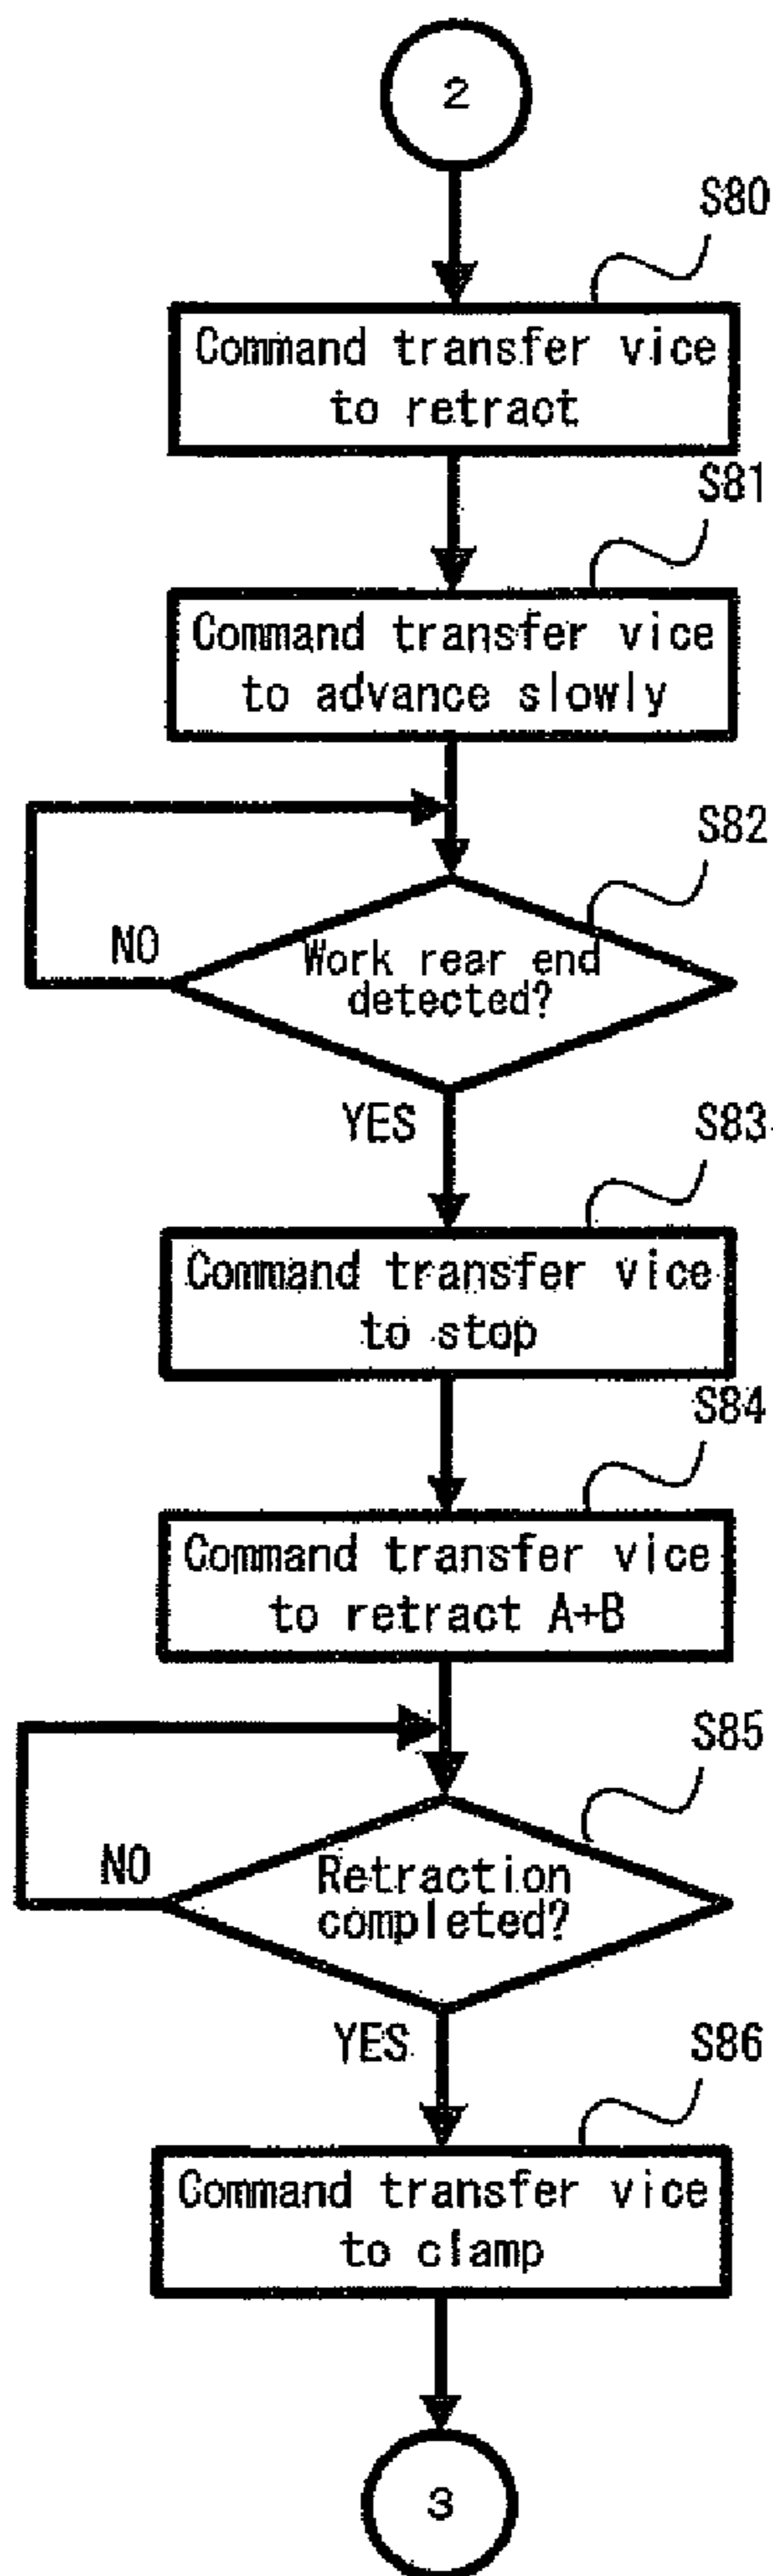 2
S80
Command transfer vice
to retract
S81
Command transfer vice
to advance slowly
S82
NO
Work rear end
detected?
YES
S83
Command transfer vice
to stop
S84
Command transfer vice
to retract A+B
S85
NO
Retraction
completed?
YES
S86
Command transfer vice
to clamp
3